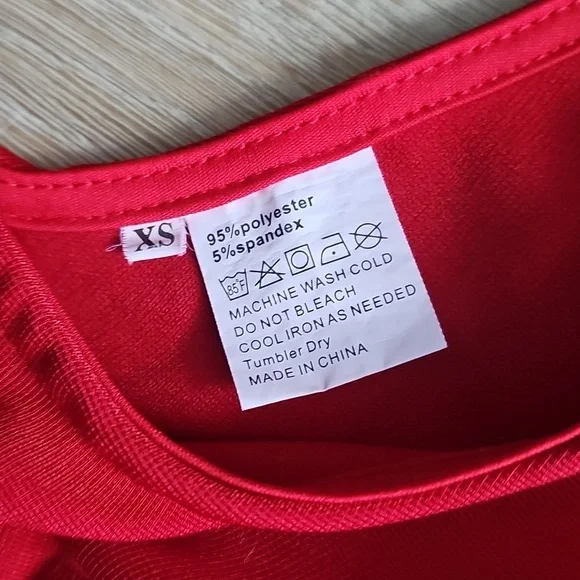 XS
95%polyester
5%spandex
85°F
MACHINE WASH COLD
DO NOT BLEACH
COOL IRON AS NEEDED
Tumbler Dry
MADE IN CHINA